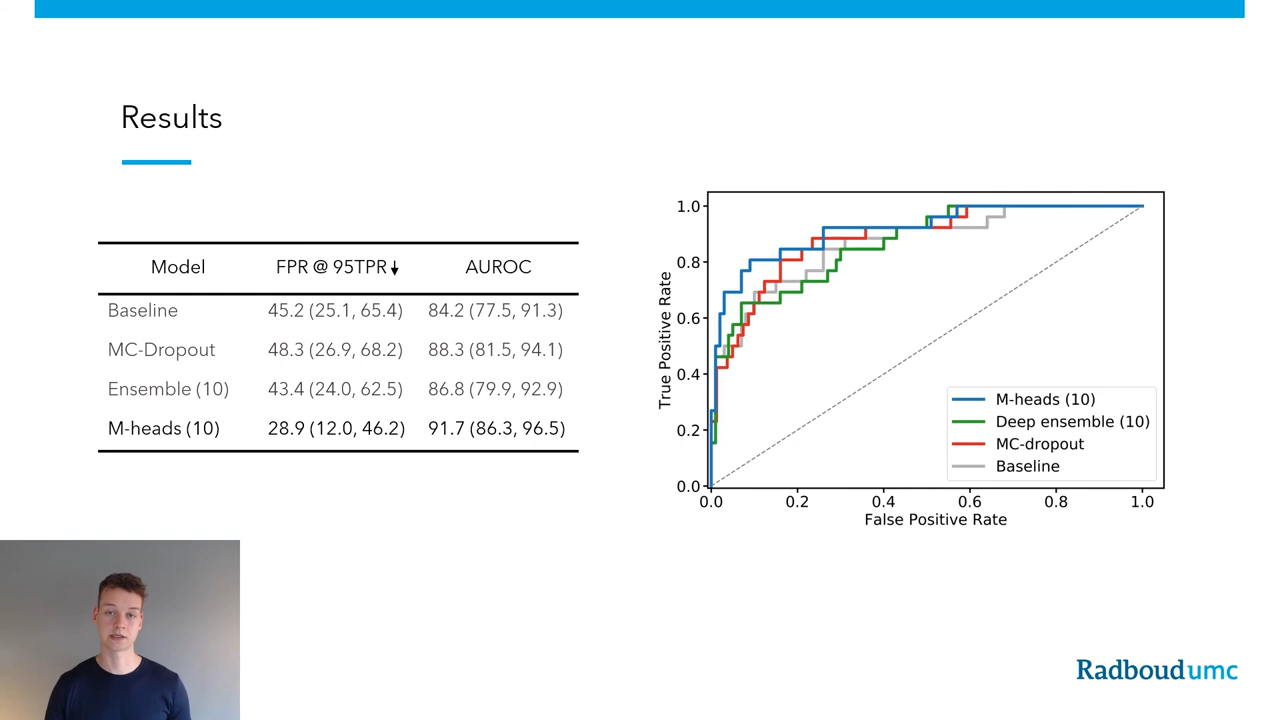 Results
Model FPR @ 95TPR↓ AUROC
Baseline 45.2 (25.1, 65.4) 84.2 (77.5, 91.3)
MC-Dropout 48.3 (26.9, 68.2) 88.3 (81.5, 94.1)
Ensemble (10) 43.4 (24.0, 62.5) 86.8 (79.9, 92.9)
M-heads (10) 28.9 (12.0, 46.2) 91.7 (86.3, 96.5)
True Positive Rate
1.0
0.8
0.6
0.4
0.2
0.0
0.0 0.2 0.4 0.6 0.8 1.0
False Positive Rate
M-heads (10)
Deep ensemble (10)
MC-dropout
Baseline
Radboudumc